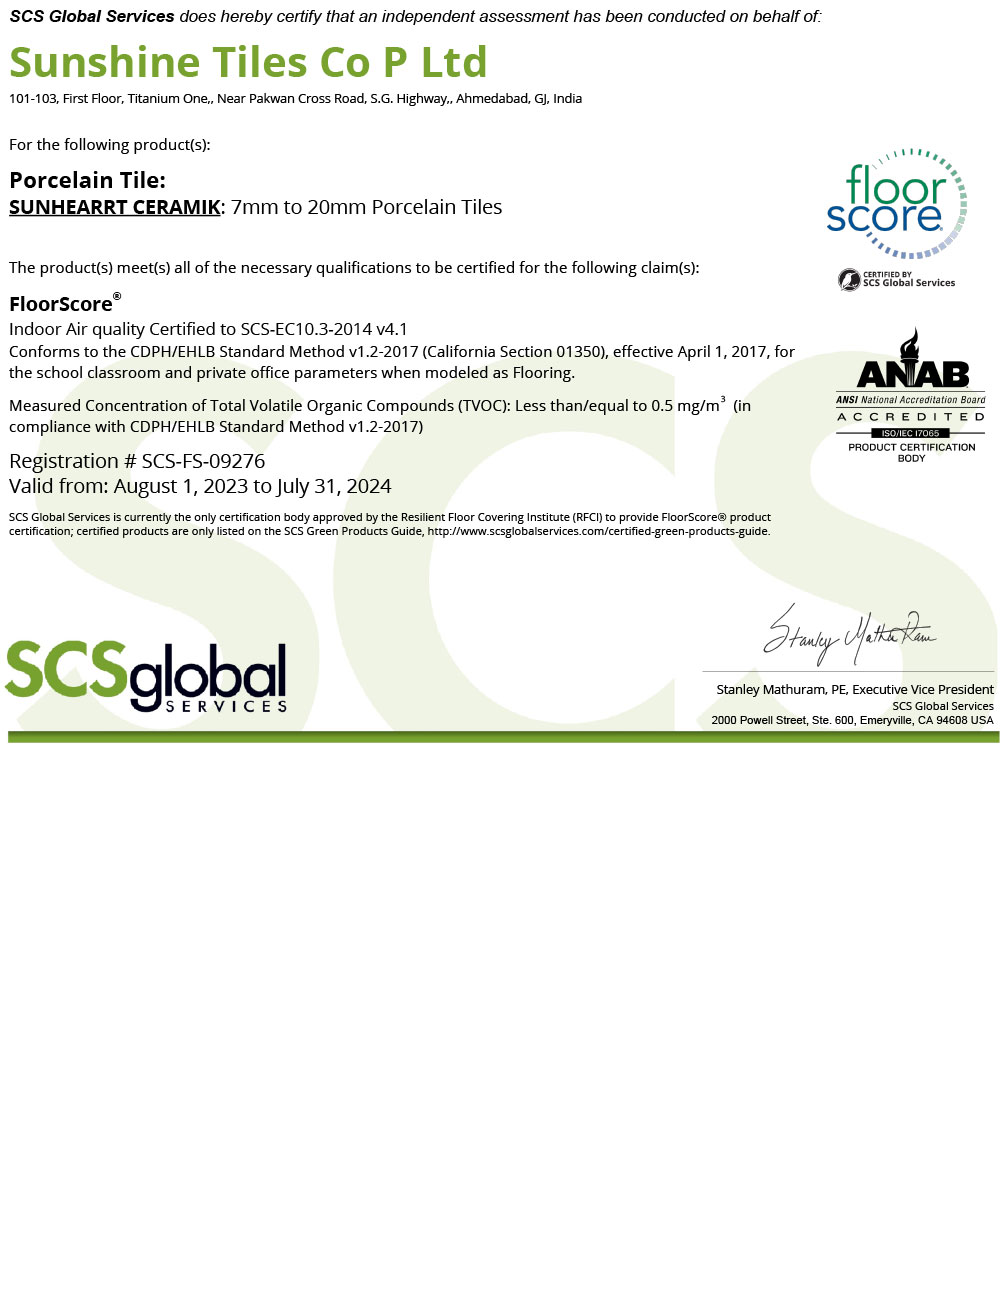 SCS Global Services does hereby certify that an independent assessment has been conducted on behalf of:
Sunshine Tiles Co P Ltd
101-103, First Floor, Titanium One,, Near Pakwan Cross Road, S.G. Highway,, Ahmedabad, GJ, India
For the following product(s):
Porcelain Tile:
SUNHEARRT CERAMIK: 7mm to 20mm Porcelain Tiles
floor
score®
CERTIFIED BY
SCS Global Services
The product(s) meet(s) all of the necessary qualifications to be certified for the following claim(s):
FloorScore®
Indoor Air quality Certified to SCS-EC10.3-2014 v4.1
Conforms to the CDPH/EHLB Standard Method v1.2-2017 (California Section 01350), effective April 1, 2017, for
the school classroom and private office parameters when modeled as Flooring.
Measured Concentration of Total Volatile Organic Compounds (TVOC): Less than/equal to 0.5 mg/m³ (in
compliance with CDPH/EHLB Standard Method v1.2-2017)
ANAB
ANSI National Accreditation Board
ACCREDITED
ISO/IEC 17065
PRODUCT CERTIFICATION
BODY
Registration # SCS-FS-09276
Valid from: August 1, 2023 to July 31, 2024
SCS Global Services is currently the only certification body approved by the Resilient Floor Covering Institute (RFCI) to provide FloorScore® product
certification; certified products are only listed on the SCS Green Products Guide, http://www.scsglobalservices.com/certified-green-products-guide.
SCS
SCSglobal
SERVICES
Stanley Mathuram
Stanley Mathuram, PE, Executive Vice President
SCS Global Services
2000 Powell Street, Ste. 600, Emeryville, CA 94608 USA